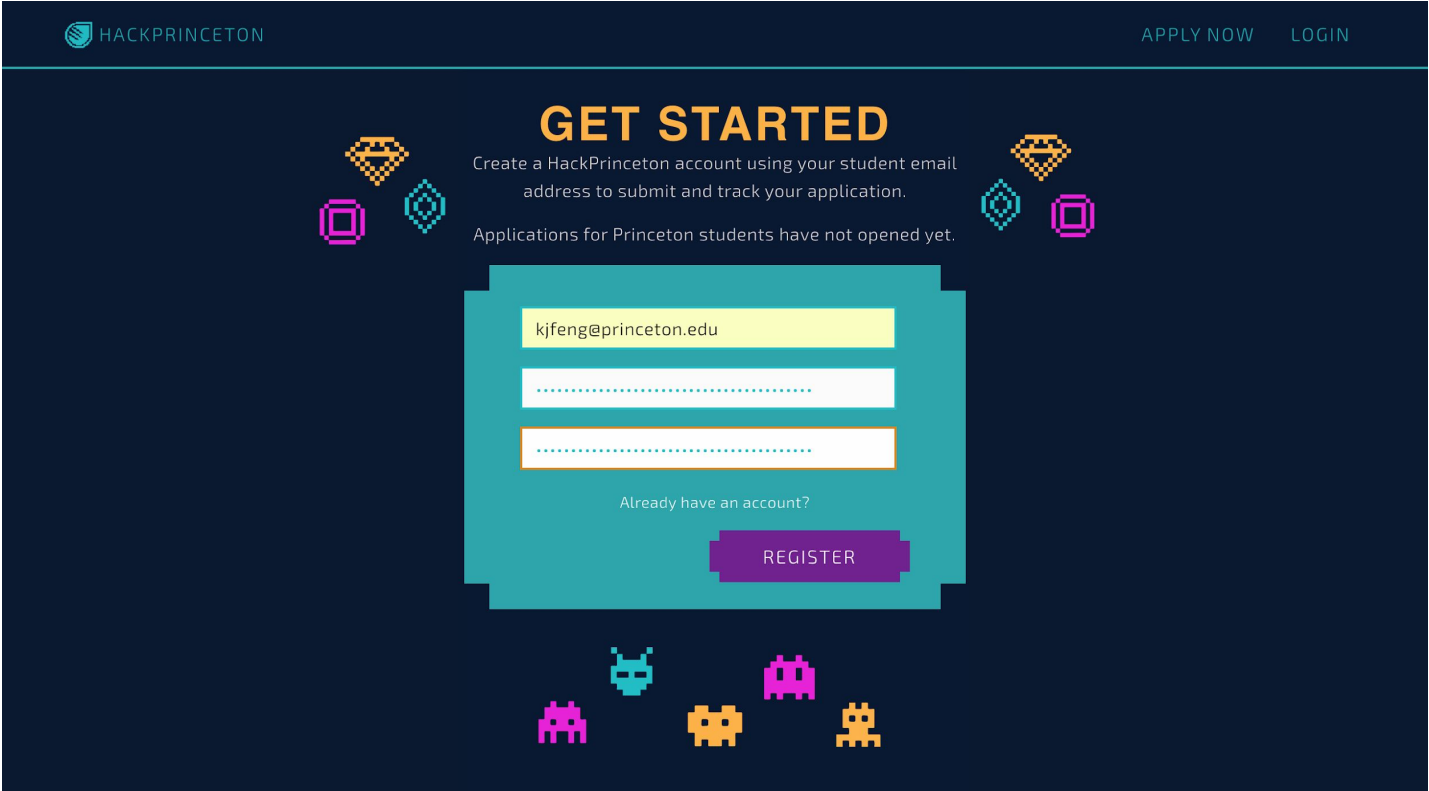 HACKPRINCETON
APPLY NOW
LOGIN
GET STARTED
Create a HackPrinceton account using your student email
address to submit and track your application.
Applications for Princeton students have not opened yet.
kjfeng@princeton.edu
Already have an account?
REGISTER